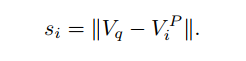 s_i = ‖V_q − V_i^P‖.